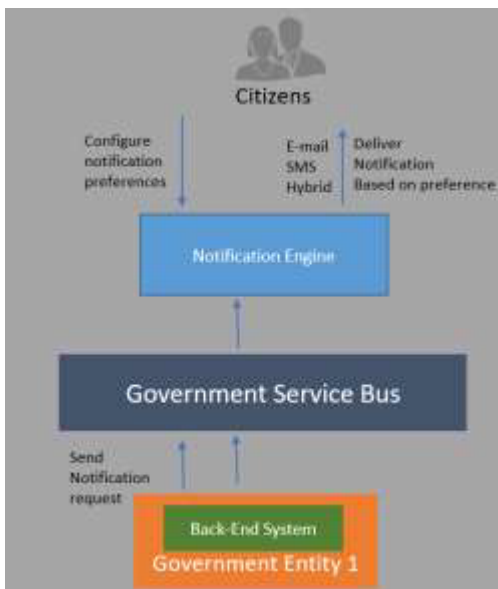 Citizens
Configure
notification
preferences
E-mail
SMS
Hybrid
Deliver
Notification
Based on preference
Notification Engine
Government Service Bus
Send
Notification
request
Back-End System
Government Entity 1